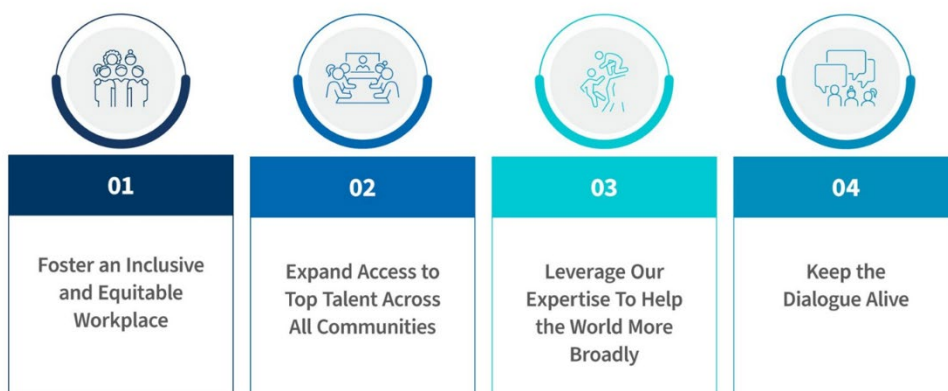 01
Foster an Inclusive
and Equitable
Workplace
02
Expand Access to
Top Talent Across
All Communities
03
Leverage Our
Expertise To Help
the World More
Broadly
04
Keep the
Dialogue Alive